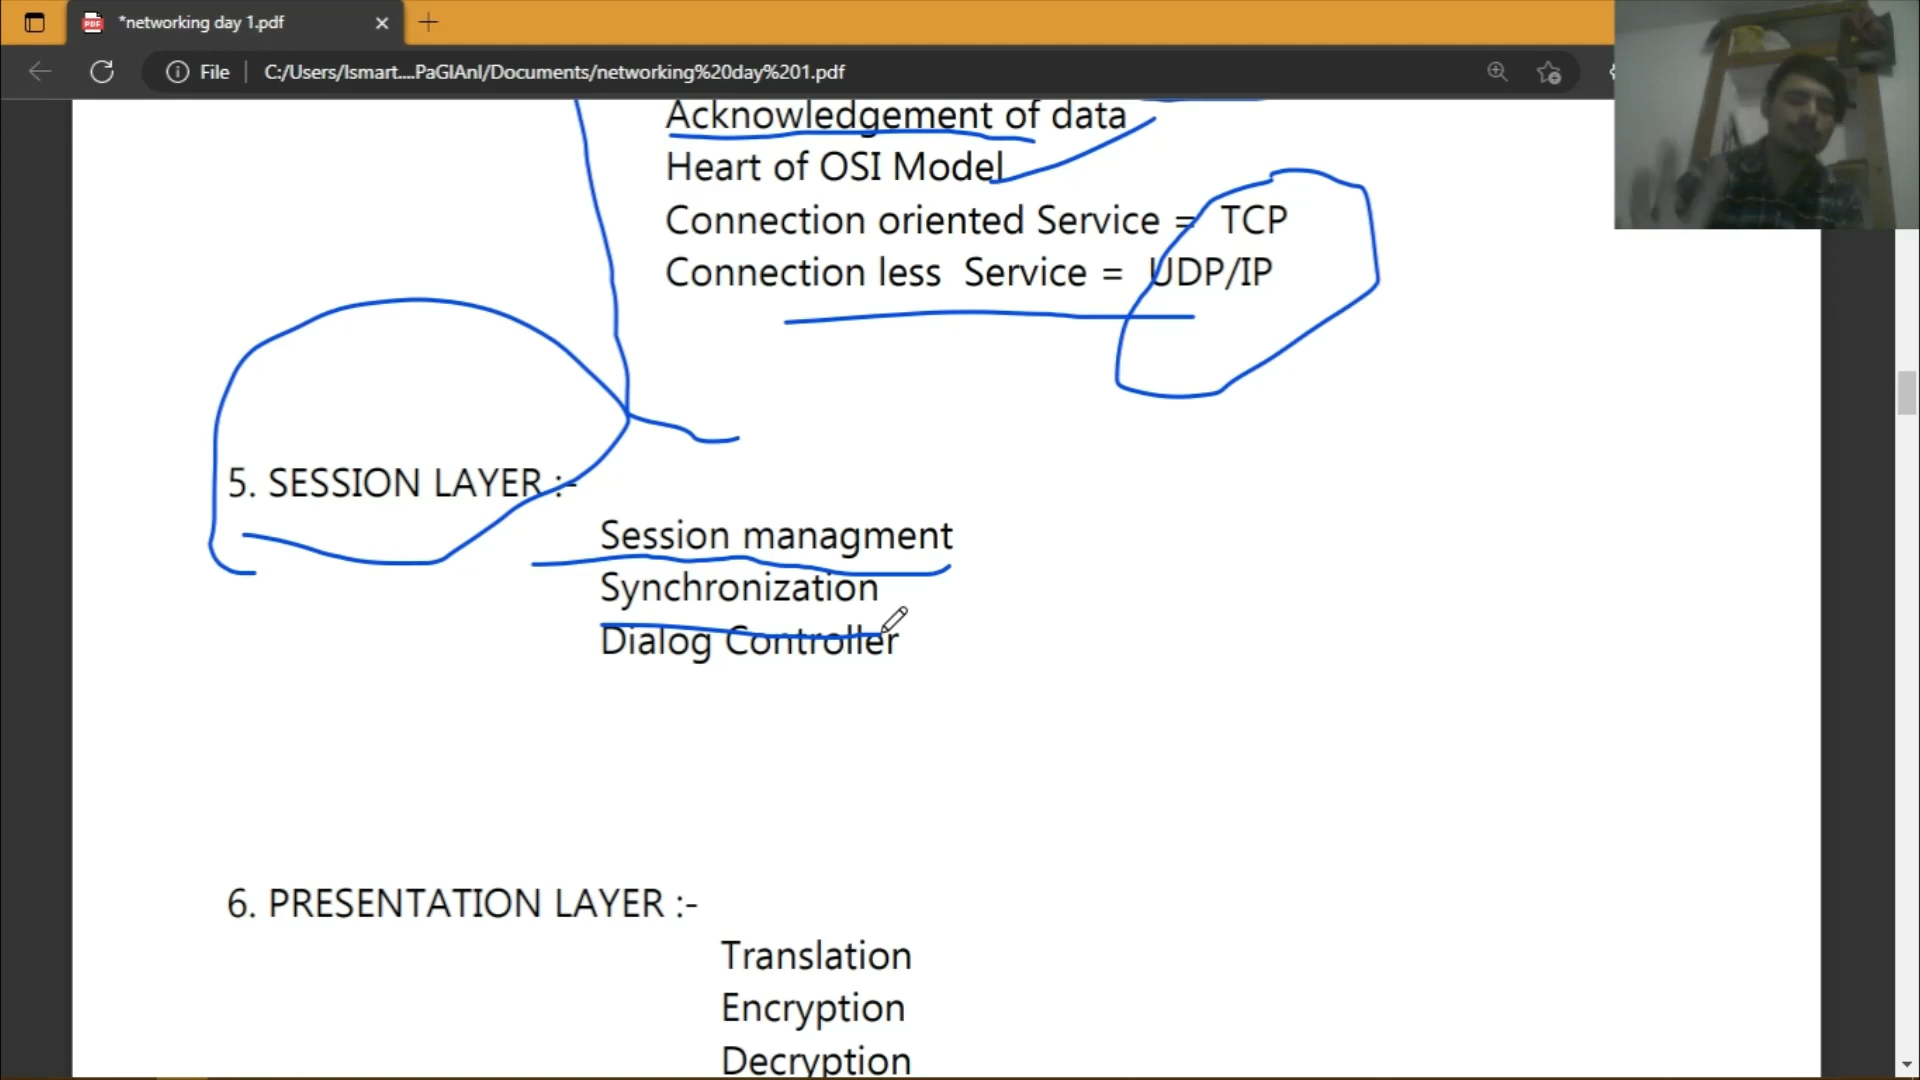 *networking day 1.pdf
PDF
File
C:/Users/Ismart....PaGIAnI/Documents/networking%20day%201.pdf
Acknowledgement of data
Heart of OSI Model
Connection oriented Service = TCP
Connection less Service = UDP/IP
5. SESSION LAYER :-
Session managment
Synchronization
Dialog Controller
6. PRESENTATION LAYER :-
Translation
Encryption
Decryption